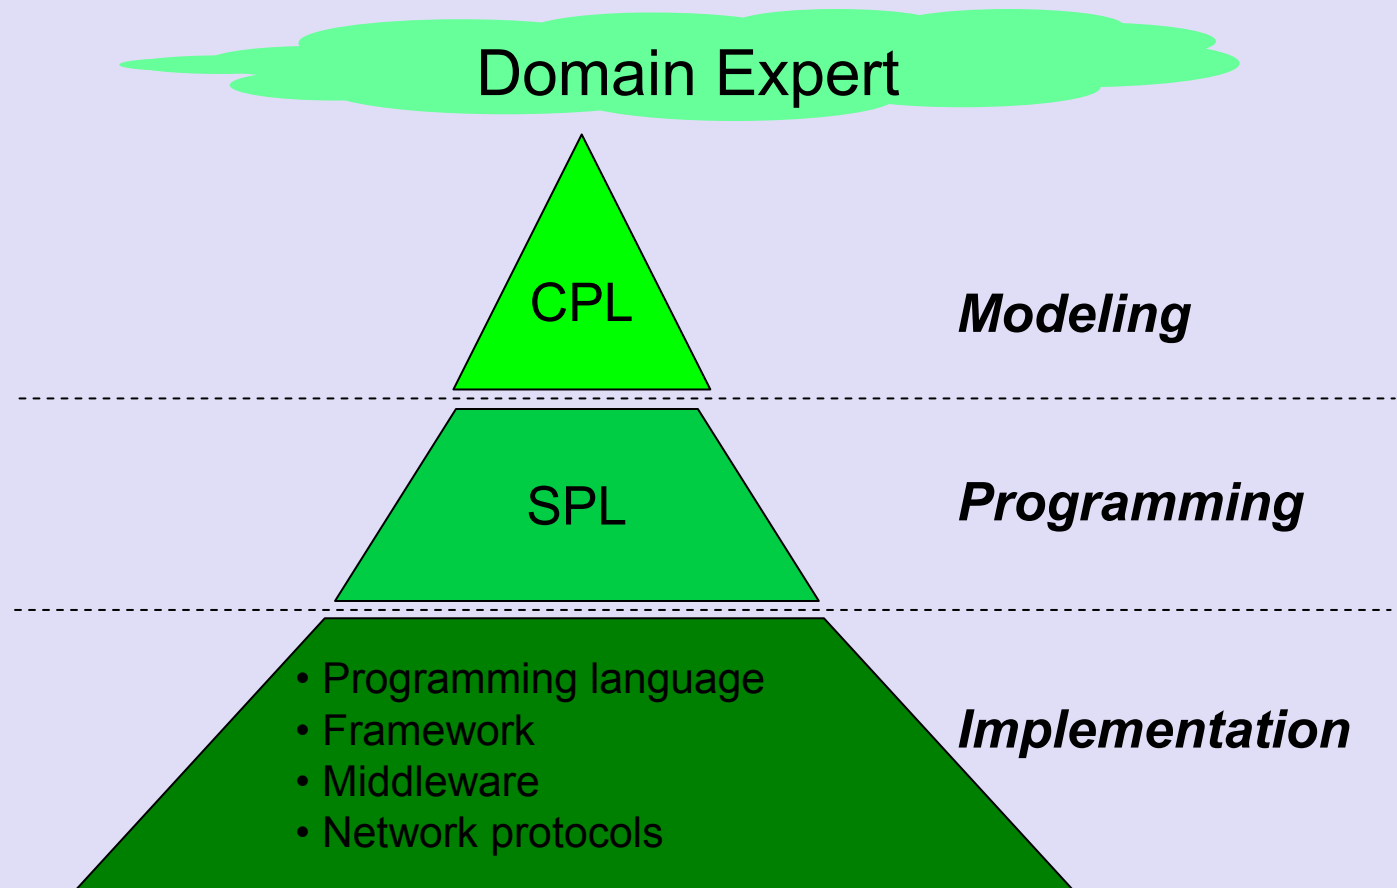 Domain Expert
CPL
Modeling
SPL
Programming
• Programming language
• Framework
• Middleware
• Network protocols
Implementation